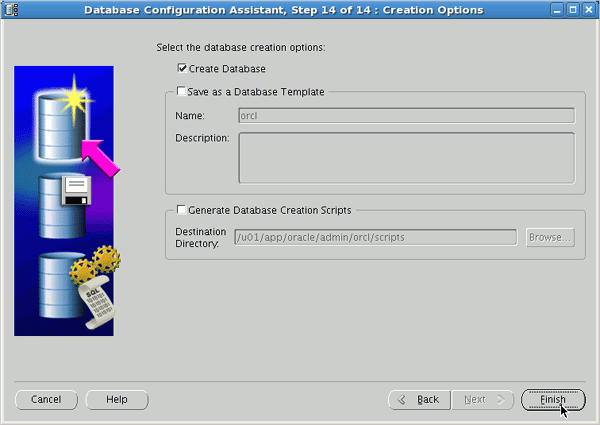 Database Configuration Assistant, Step 14 of 14 : Creation Options
Select the database creation options:
Create Database
Save as a Database Template
Name:
orcl
Description:
Generate Database Creation Scripts
Destination
Directory:
/u01/app/oracle/admin/orcl/scripts
Browse...
SQL
Cancel
Help
Back
Next
Finish